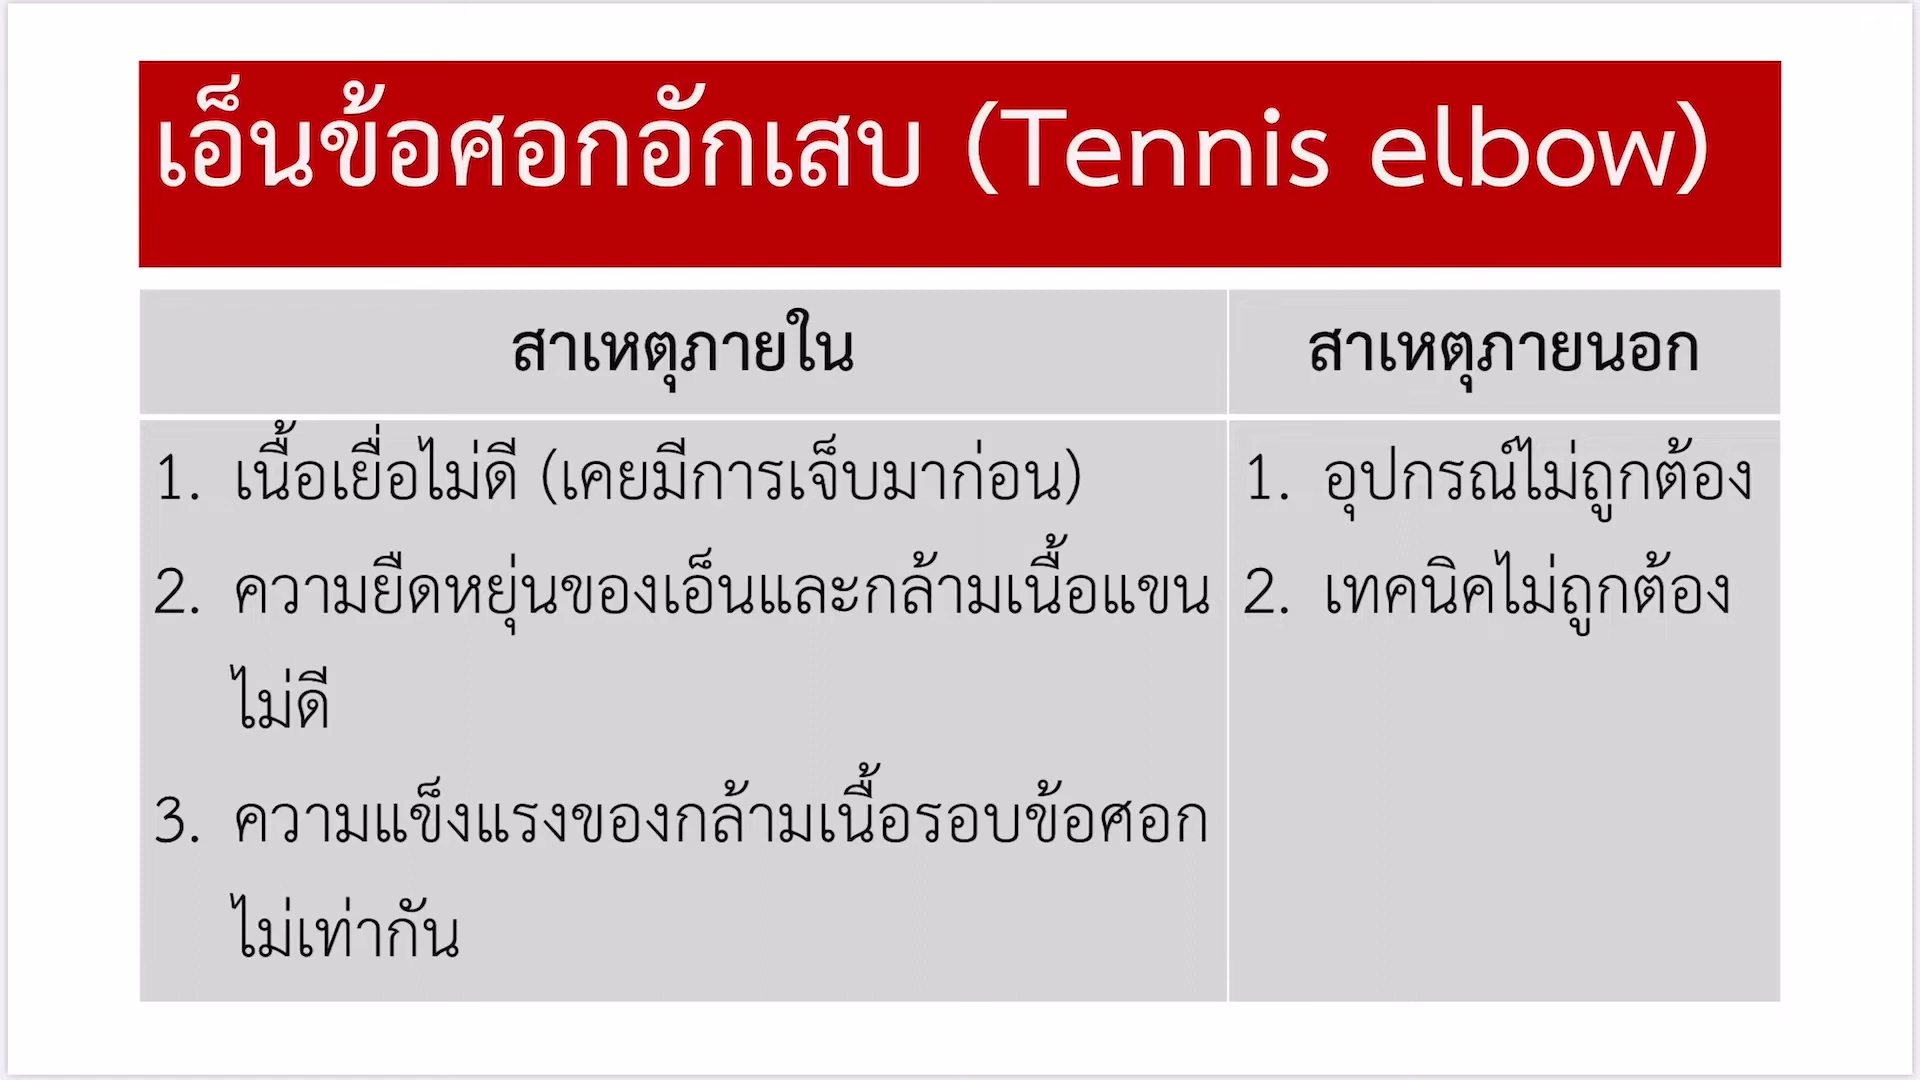 เอ็นข้อศอกอักเสบ (Tennis elbow)
สาเหตุภายใน
สาเหตุภายนอก
1. เนื้อเยื่อไม่ดี (เคยมีการเจ็บมาก่อน)
2. ความยืดหยุ่นของเอ็นและกล้ามเนื้อแขน
ไม่ดี
3. ความแข็งแรงของกล้ามเนื้อรอบข้อศอก
ไม่เท่ากัน
1. อุปกรณ์ไม่ถูกต้อง
2. เทคนิคไม่ถูกต้อง